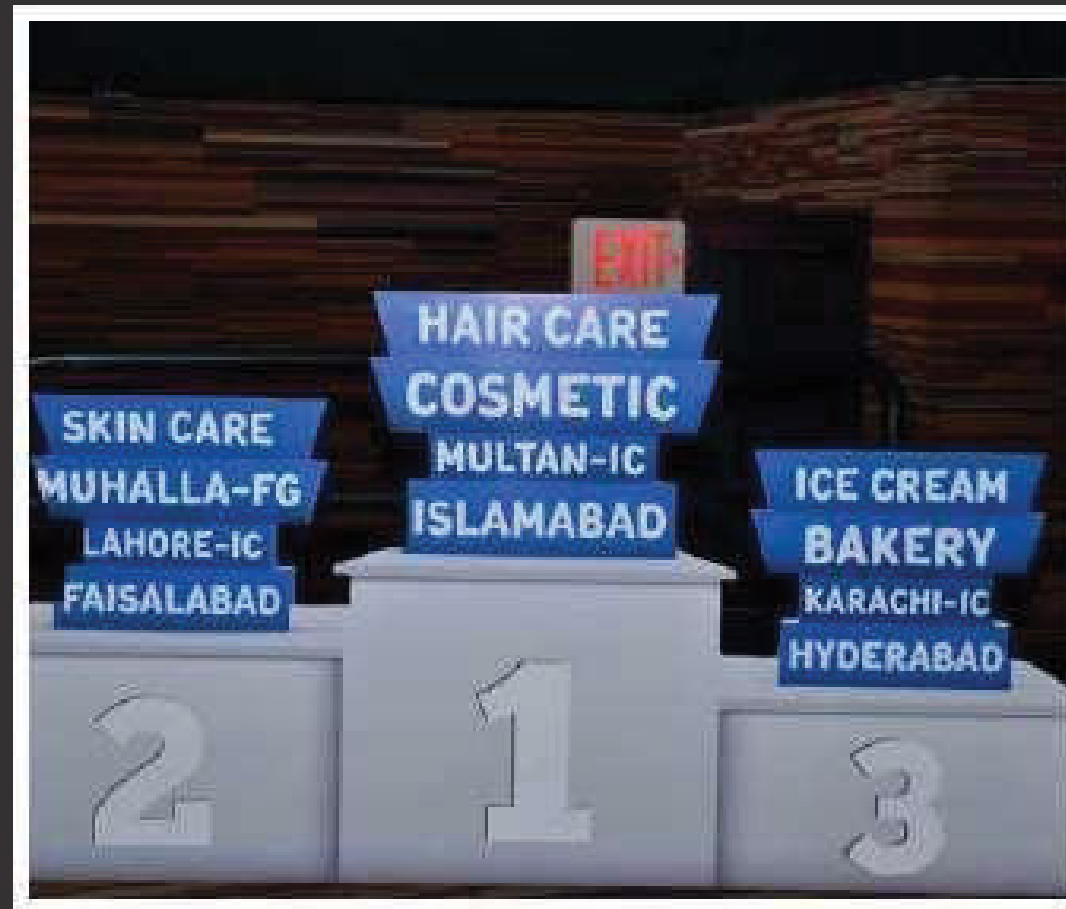 EXIT
HAIR CARE
COSMETIC
MULTAN-IC
ISLAMABAD
SKIN CARE
MUHALLA-FG
LAHORE-IC
FAISALABAD
ICE CREAM
BAKERY
KARACHI-IC
HYDERABAD
2
1
3